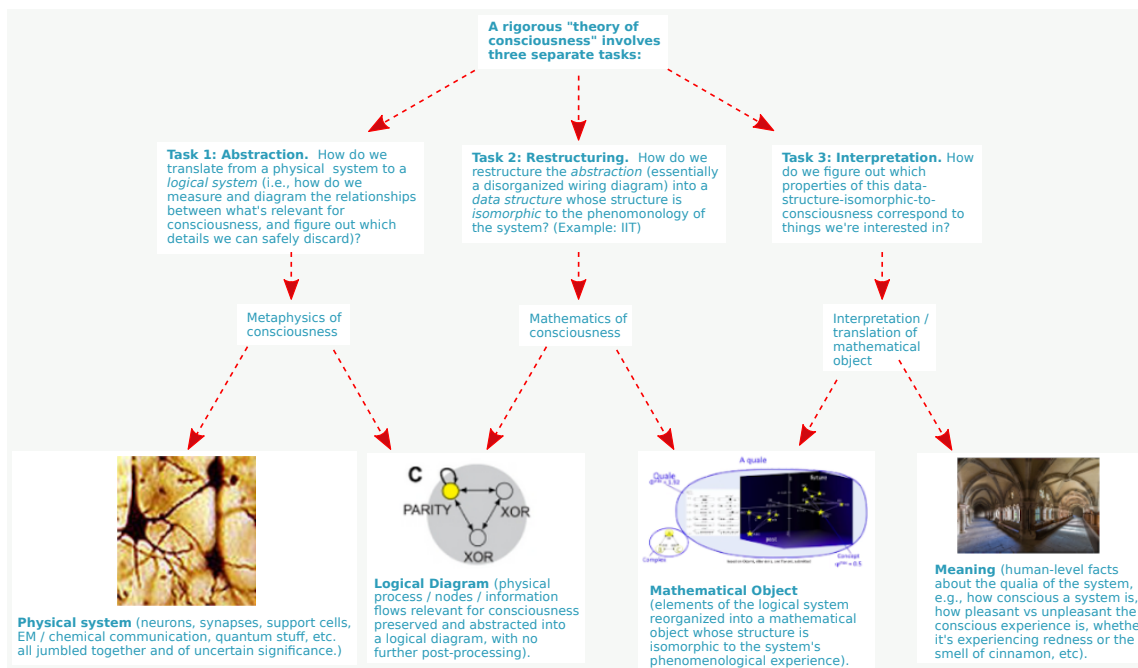 A rigorous "theory of
consciousness" involves
three separate tasks:
Task 1: Abstraction. How do we
translate from a physical system to a
logical system (i.e., how do we
measure and diagram the relationships
between what's relevant for
consciousness, and figure out which
details we can safely discard)?
Task 2: Restructuring. How do we
restructure the abstraction (essentially
a disorganized wiring diagram) into a
data structure whose structure is
isomorphic to the phenomonology of
the system? (Example: IIT)
Task 3: Interpretation. How
do we figure out which
properties of this data-
structure-isomorphic-to-
consciousness correspond to
things we're interested in?
Metaphysics of
consciousness
Mathematics of
consciousness
Interpretation /
translation of
mathematical
object
Physical system (neurons, synapses, support cells,
EM / chemical communication, quantum stuff, etc.
all jumbled together and of uncertain significance.)
C
PARITY
XOR
XOR
Logical Diagram (physical
process / nodes / information
flows relevant for consciousness
preserved and abstracted into
a logical diagram, with no
further post-processing).
A quale
Quale
Future
past
Complex
Concept
Mathematical Object
(elements of the logical system
reorganized into a mathematical
object whose structure is
isomorphic to the system's
phenomenological experience).
Meaning (human-level facts
about the qualia of the system,
e.g., how conscious a system is,
how pleasant vs unpleasant the
conscious experience is, whethe
it's experiencing redness or the
smell of cinnamon, etc).